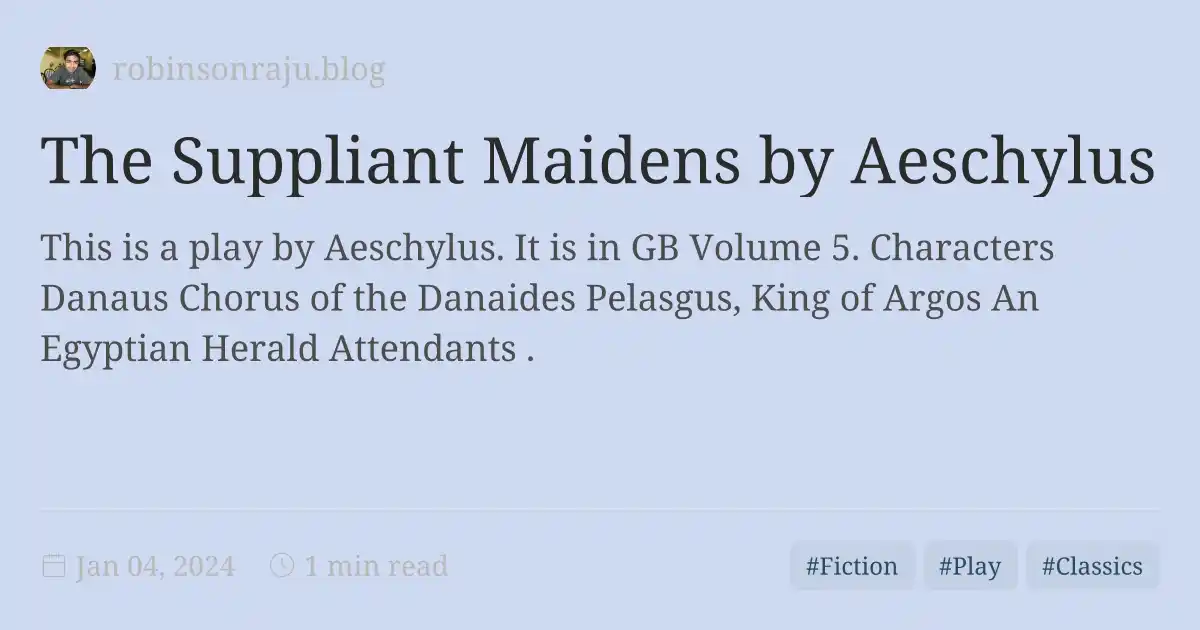 robinsonraju.blog
The Suppliant Maidens by Aeschylus
This is a play by Aeschylus. It is in GB Volume 5. Characters
Danaus Chorus of the Danaides Pelasgus, King of Argos An
Egyptian Herald Attendants .
Jan 04, 2024 1 min read #Fiction #Play #Classics